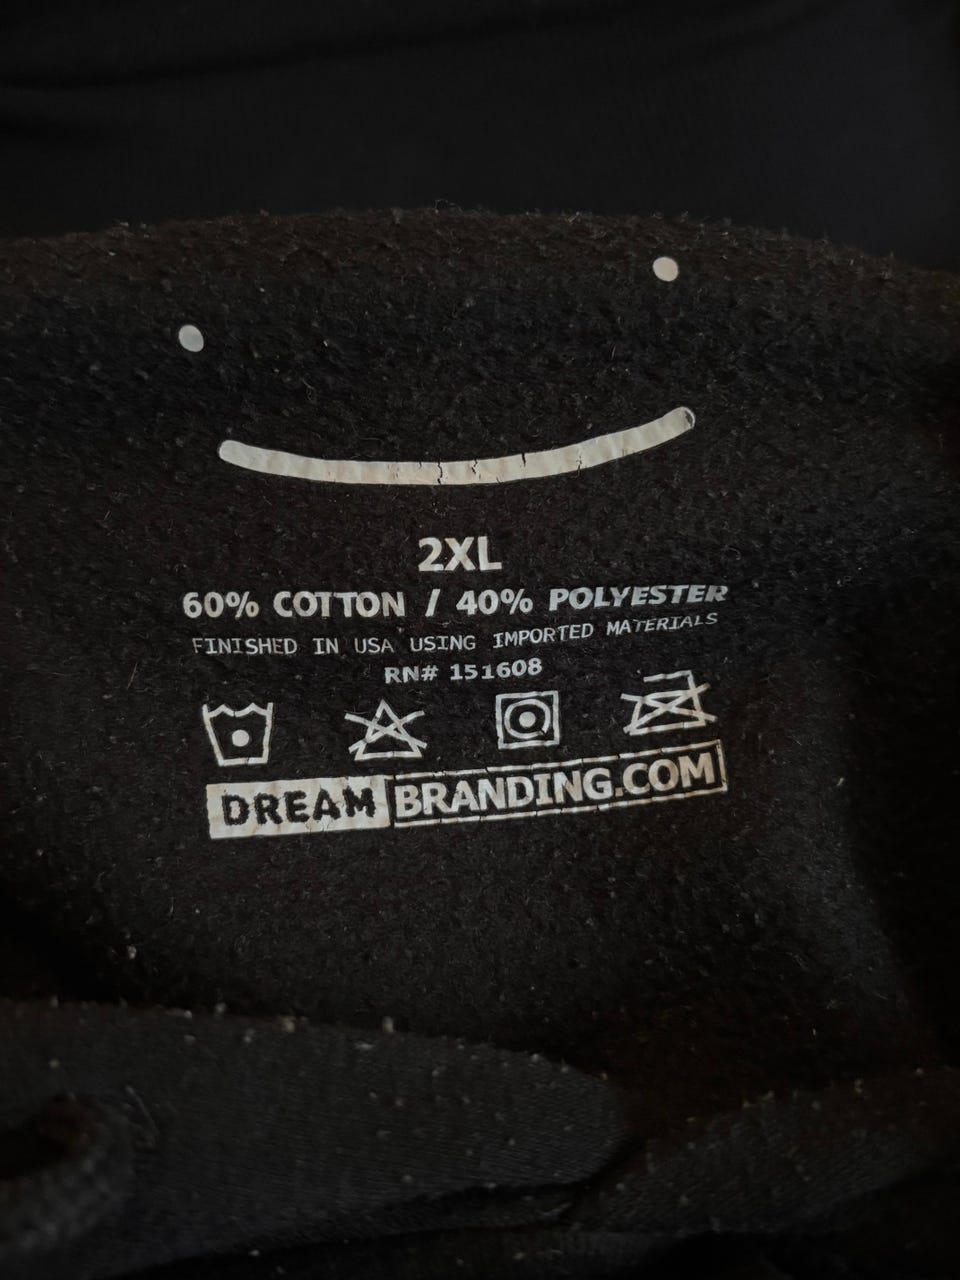 2XL
60% COTTON / 40% POLYESTER
FINISHED IN USA USING IMPORTED MATERIALS
RN# 151608
DREAM BRANDING.COM